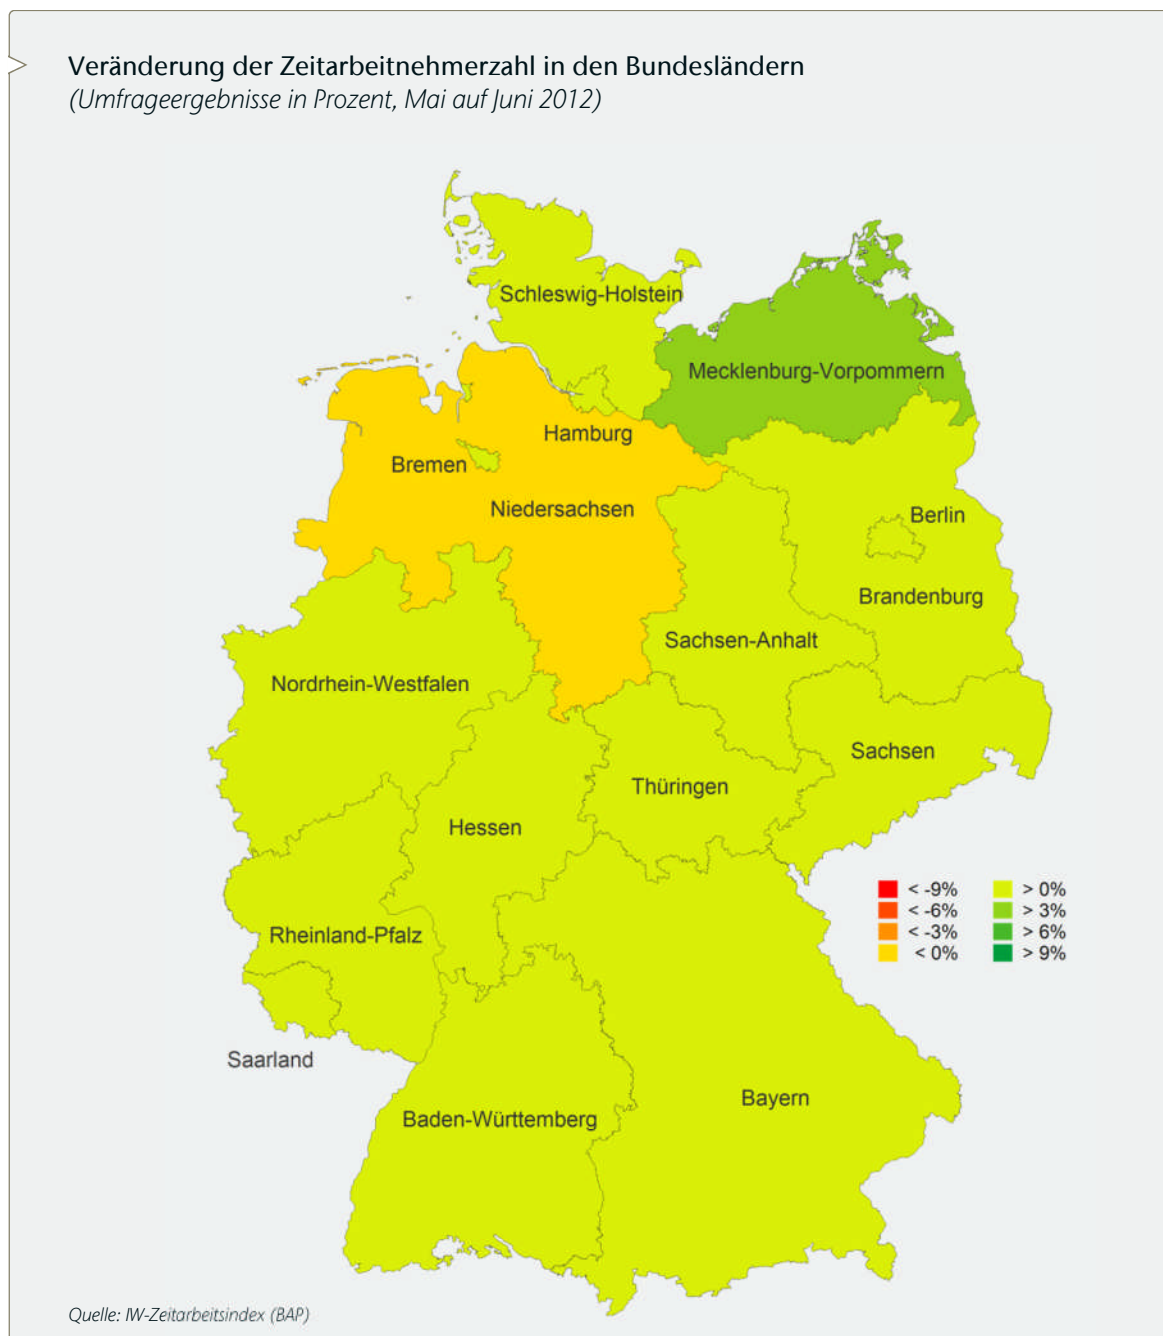 Veränderung der Zeitarbeitnehmerzahl in den Bundesländern
(Umfrageergebnisse in Prozent, Mai auf Juni 2012)
Schleswig-Holstein
Mecklenburg-Vorpommern
Hamburg
Bremen
Niedersachsen
Berlin
Brandenburg
Sachsen-Anhalt
Nordrhein-Westfalen
Sachsen
Thüringen
Hessen
Rheinland-Pfalz
Saarland
Bayern
Baden-Württemberg
< -9% > 0%
< -6% > 3%
< -3% > 6%
< 0% > 9%
Quelle: IW-Zeitarbeitsindex (BAP)